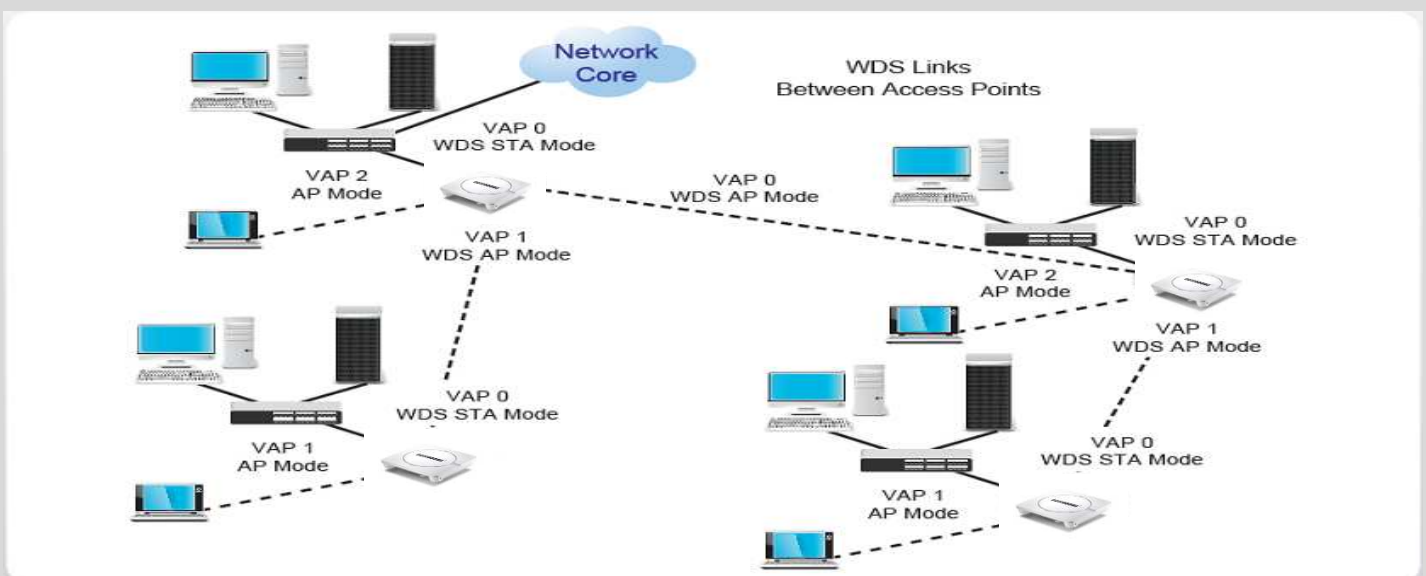 Network
Core
WDS Links
Between Access Points
VAP 0
WDS STA Mode
VAP 2
AP Mode
VAP 0
WDS AP Mode
VAP 0
WDS STA Mode
VAP 1
WDS AP Mode
VAP 2
AP Mode
VAP 1
WDS AP Mode
VAP 0
WDS STA Mode
VAP 1
AP Mode
VAP 0
WDS STA Mode
VAP 1
AP Mode